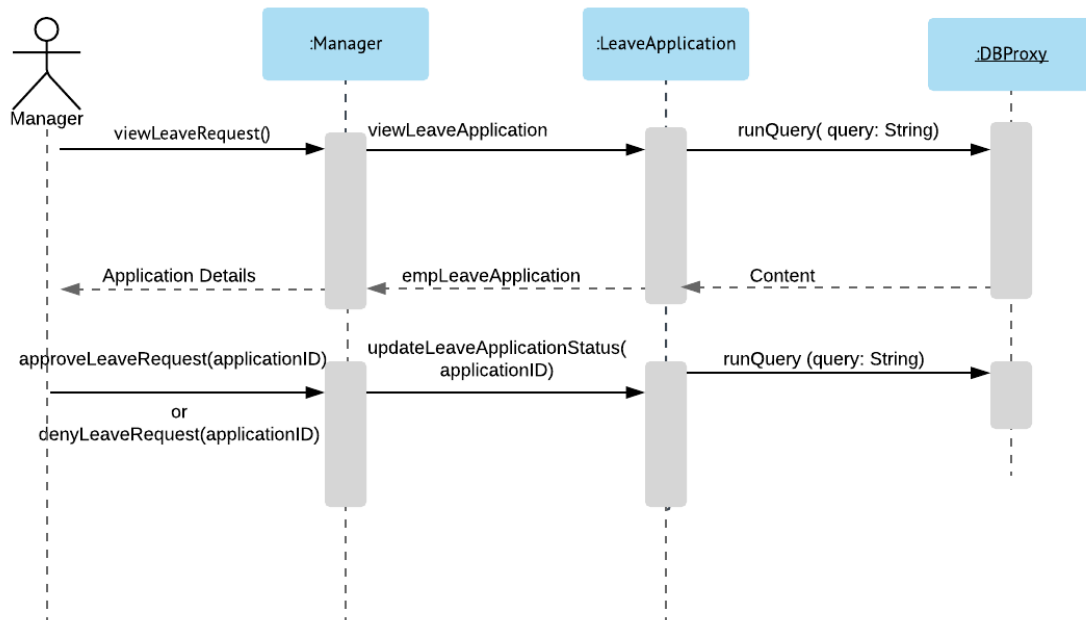 :Manager
:LeaveApplication
:DBProxy
Manager
viewLeaveRequest()
viewLeaveApplication
runQuery( query: String)
Application Details
empLeaveApplication
Content
approveLeaveRequest(applicationID)
updateLeaveApplicationStatus(
applicationID)
runQuery (query: String)
or
denyLeaveRequest(applicationID)